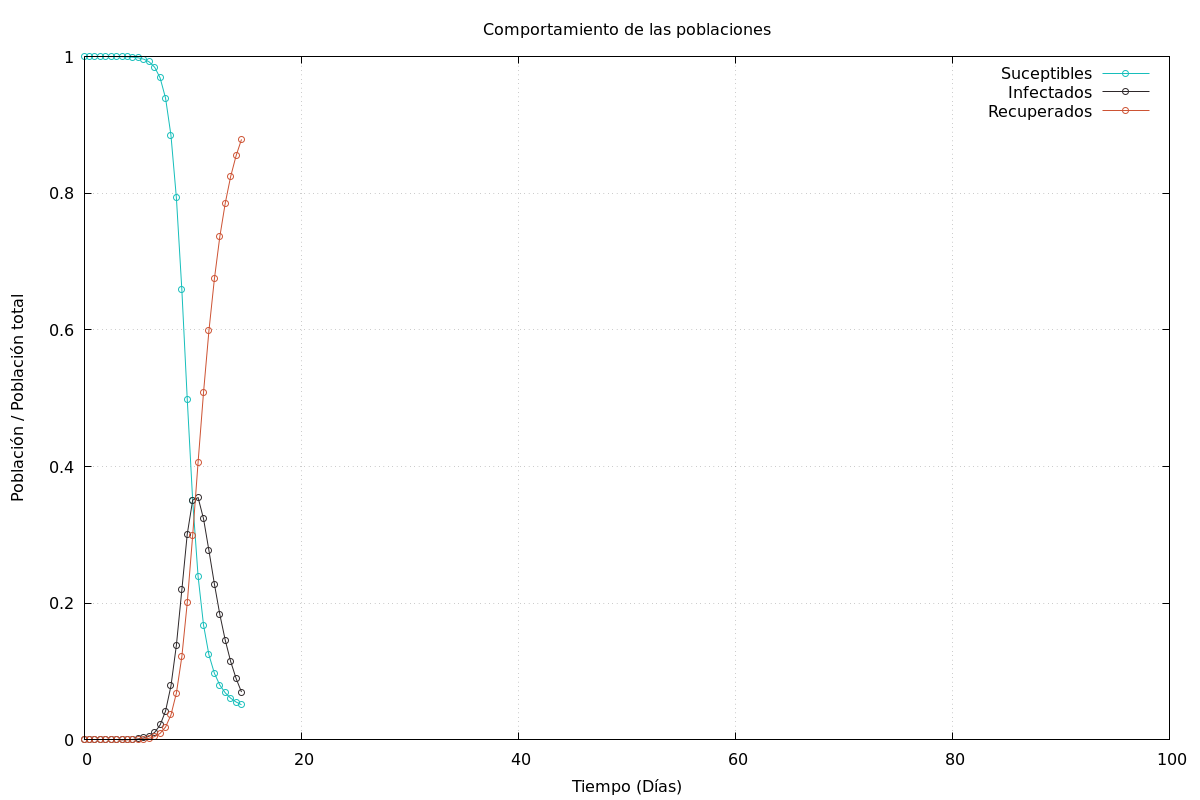 Comportamiento de las poblaciones
Suceptibles
Infectados
Recuperados
1
0.8
0.6
0.4
0.2
0
Población / Población total
0 20 40 60 80 100
Tiempo (Días)